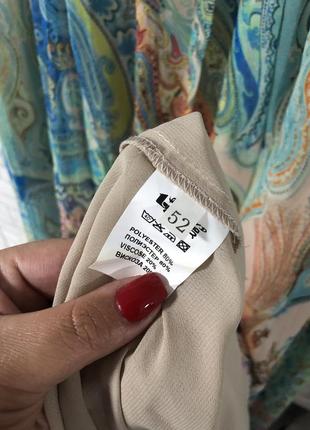 52
POLYESTER 80%
ПОЛИЭСТЕР 80%
VISCOSE 20%
ВИСКОЗА 20%